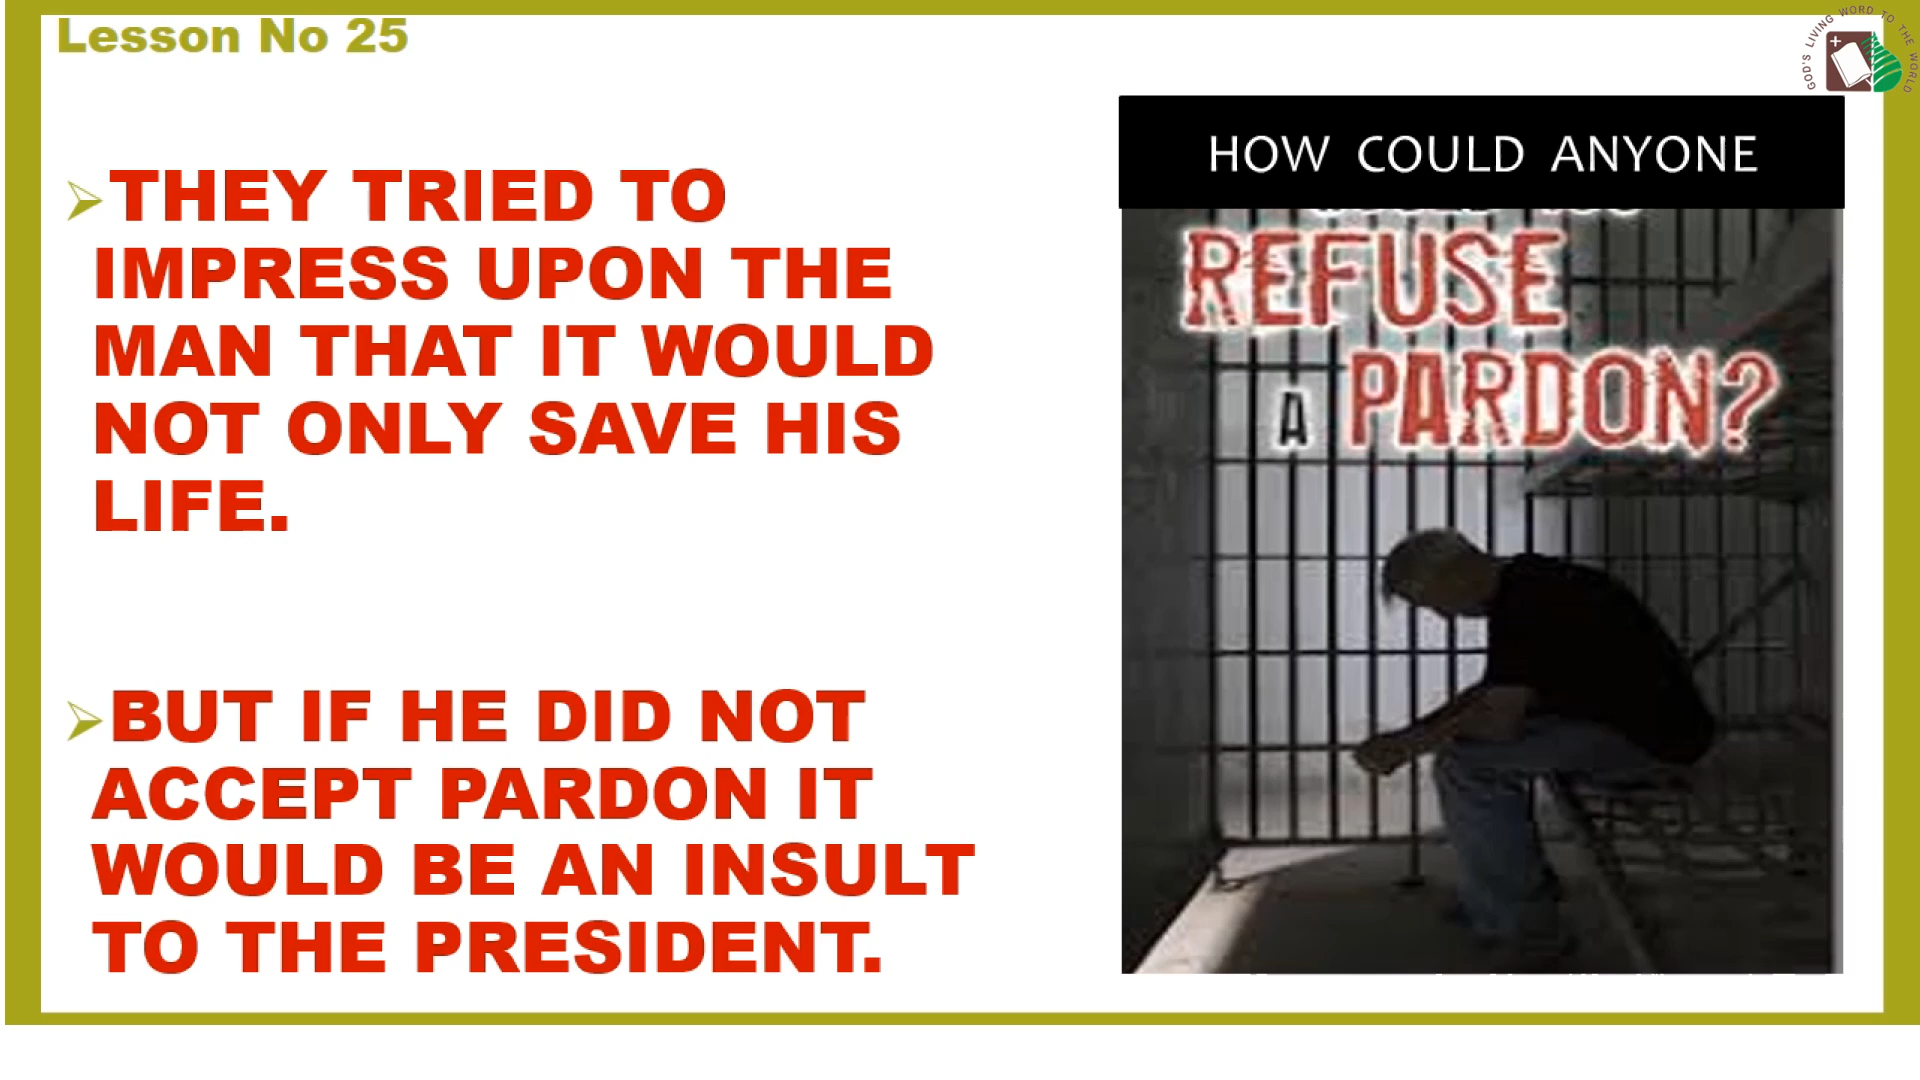 Lesson No 25
GOD'S LIVING WORD TO THE WORLD
THEY TRIED TO
IMPRESS UPON THE
MAN THAT IT WOULD
NOT ONLY SAVE HIS
LIFE.
BUT IF HE DID NOT
ACCEPT PARDON IT
WOULD BE AN INSULT
TO THE PRESIDENT.
HOW COULD ANYONE
REFUSE
A PARDON?